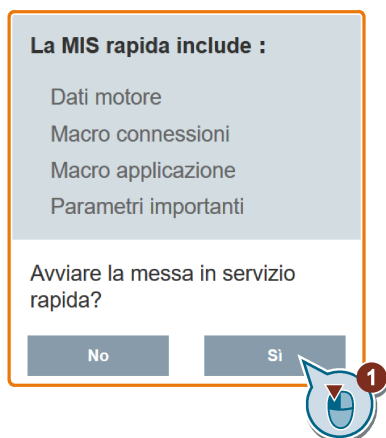 La MIS rapida include :
Dati motore
Macro connessioni
Macro applicazione
Parametri importanti
Avviare la messa in servizio
rapida?
No
Sì
1